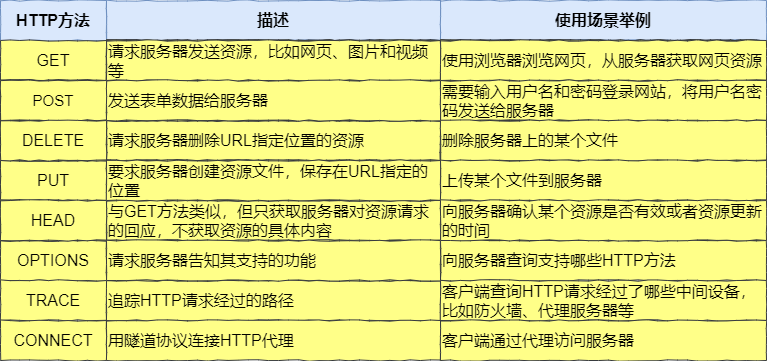 HTTP方法 描述 使用场景举例
GET 请求服务器发送资源，比如网页、图片和视频
等
使用浏览器浏览网页，从服务器获取网页资源
POST 发送表单数据给服务器
需要输入用户名和密码登录网站，将用户名密
码发送给服务器
DELETE 请求服务器删除URL指定位置的资源 删除服务器上的某个文件
PUT 要求服务器创建资源文件，保存在URL指定的
位置
上传某个文件到服务器
HEAD 与GET方法类似，但只获取服务器对资源请求
的回应，不获取资源的具体内容
向服务器确认某个资源是否有效或者资源更新
的时间
OPTIONS 请求服务器告知其支持的功能 向服务器查询支持哪些HTTP方法
TRACE 追踪HTTP请求经过的路径
客户端查询HTTP请求经过了哪些中间设备，
比如防火墙、代理服务器等
CONNECT 用隧道协议连接HTTP代理 客户端通过代理访问服务器